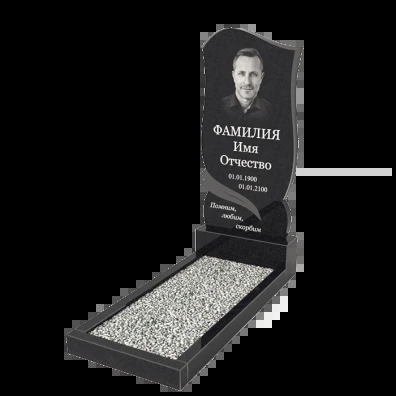 ФАМИЛИЯ
Имя
Отчество
01.01.1900
01.01.2100
Помним,
любим,
скорбим